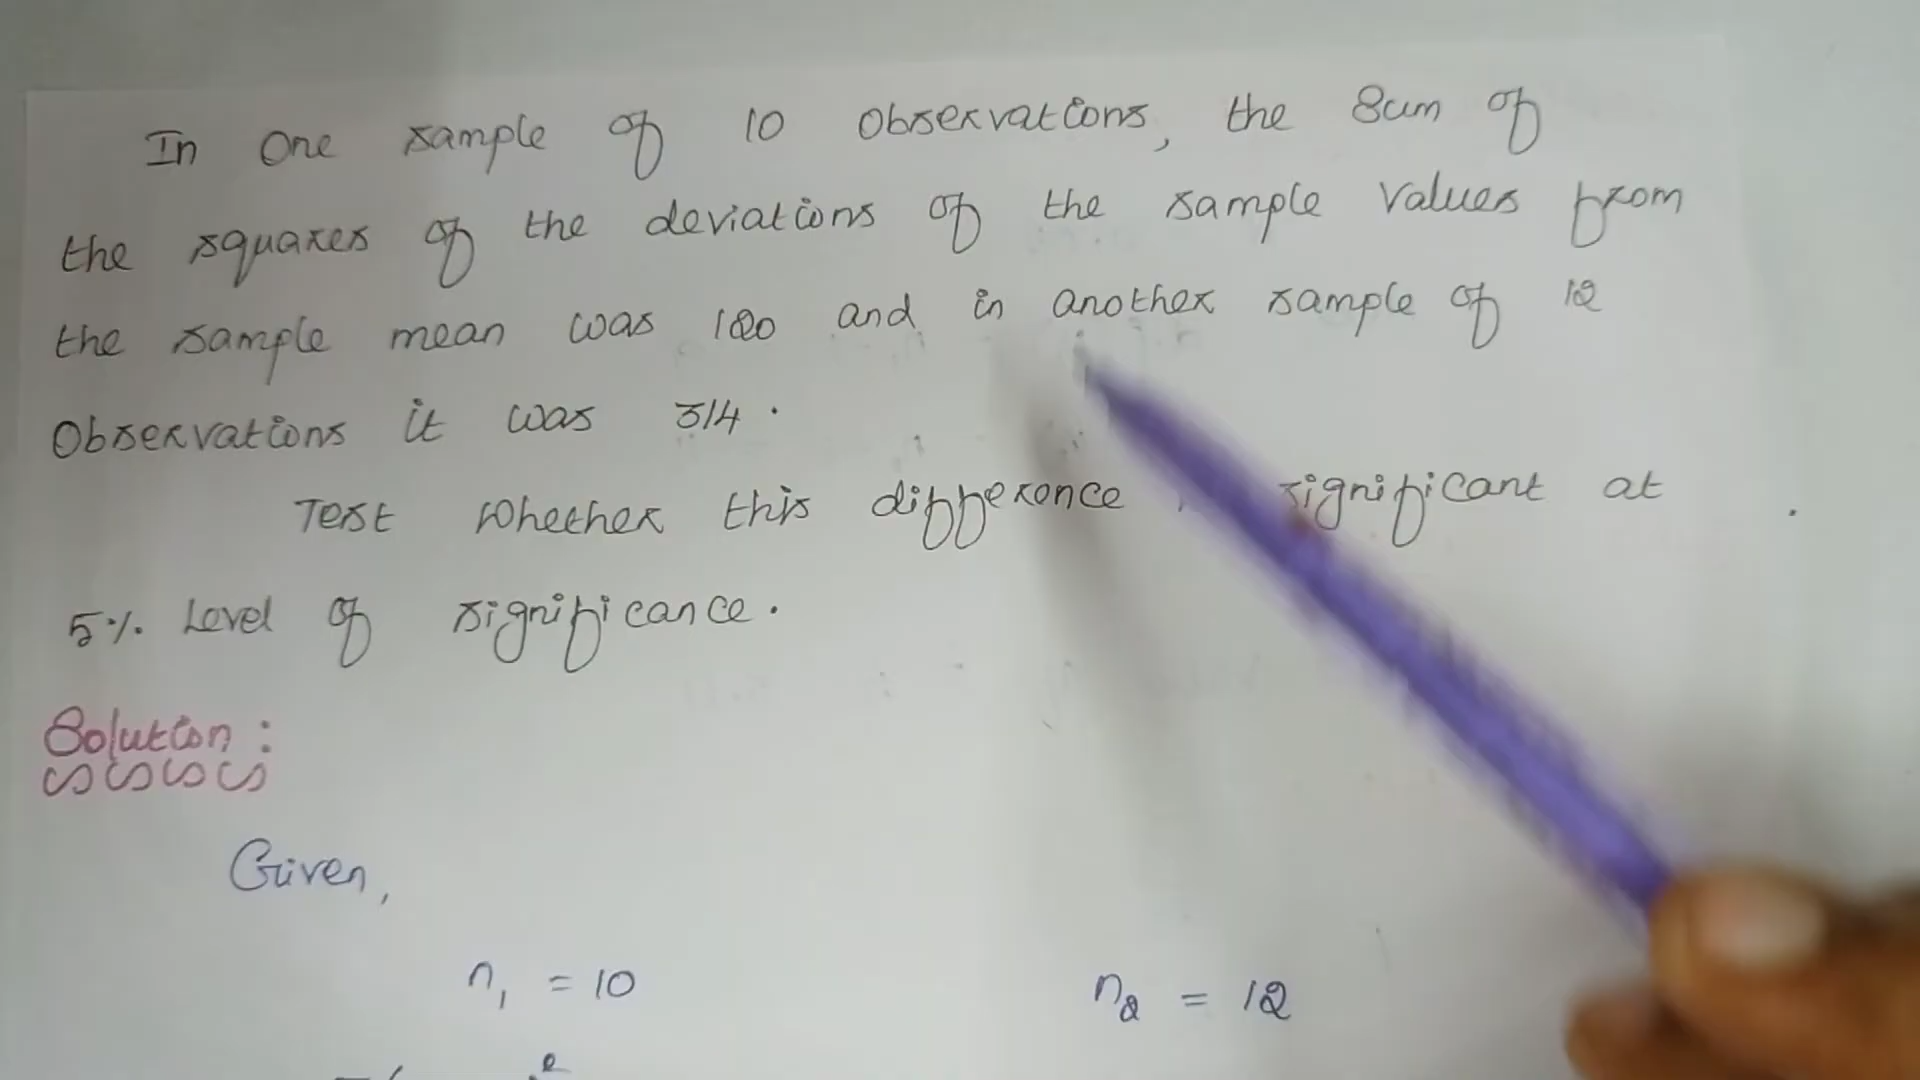 In One sample of 10 Observations, the Sum of
the squares of the deviations of the sample Values from
the sample mean was 120 and in another sample of 12
Observations it was 314.
Test whether this difference significant at
5% Level of significance.
Solution :
Given,
n₁ = 10 n₂ = 12